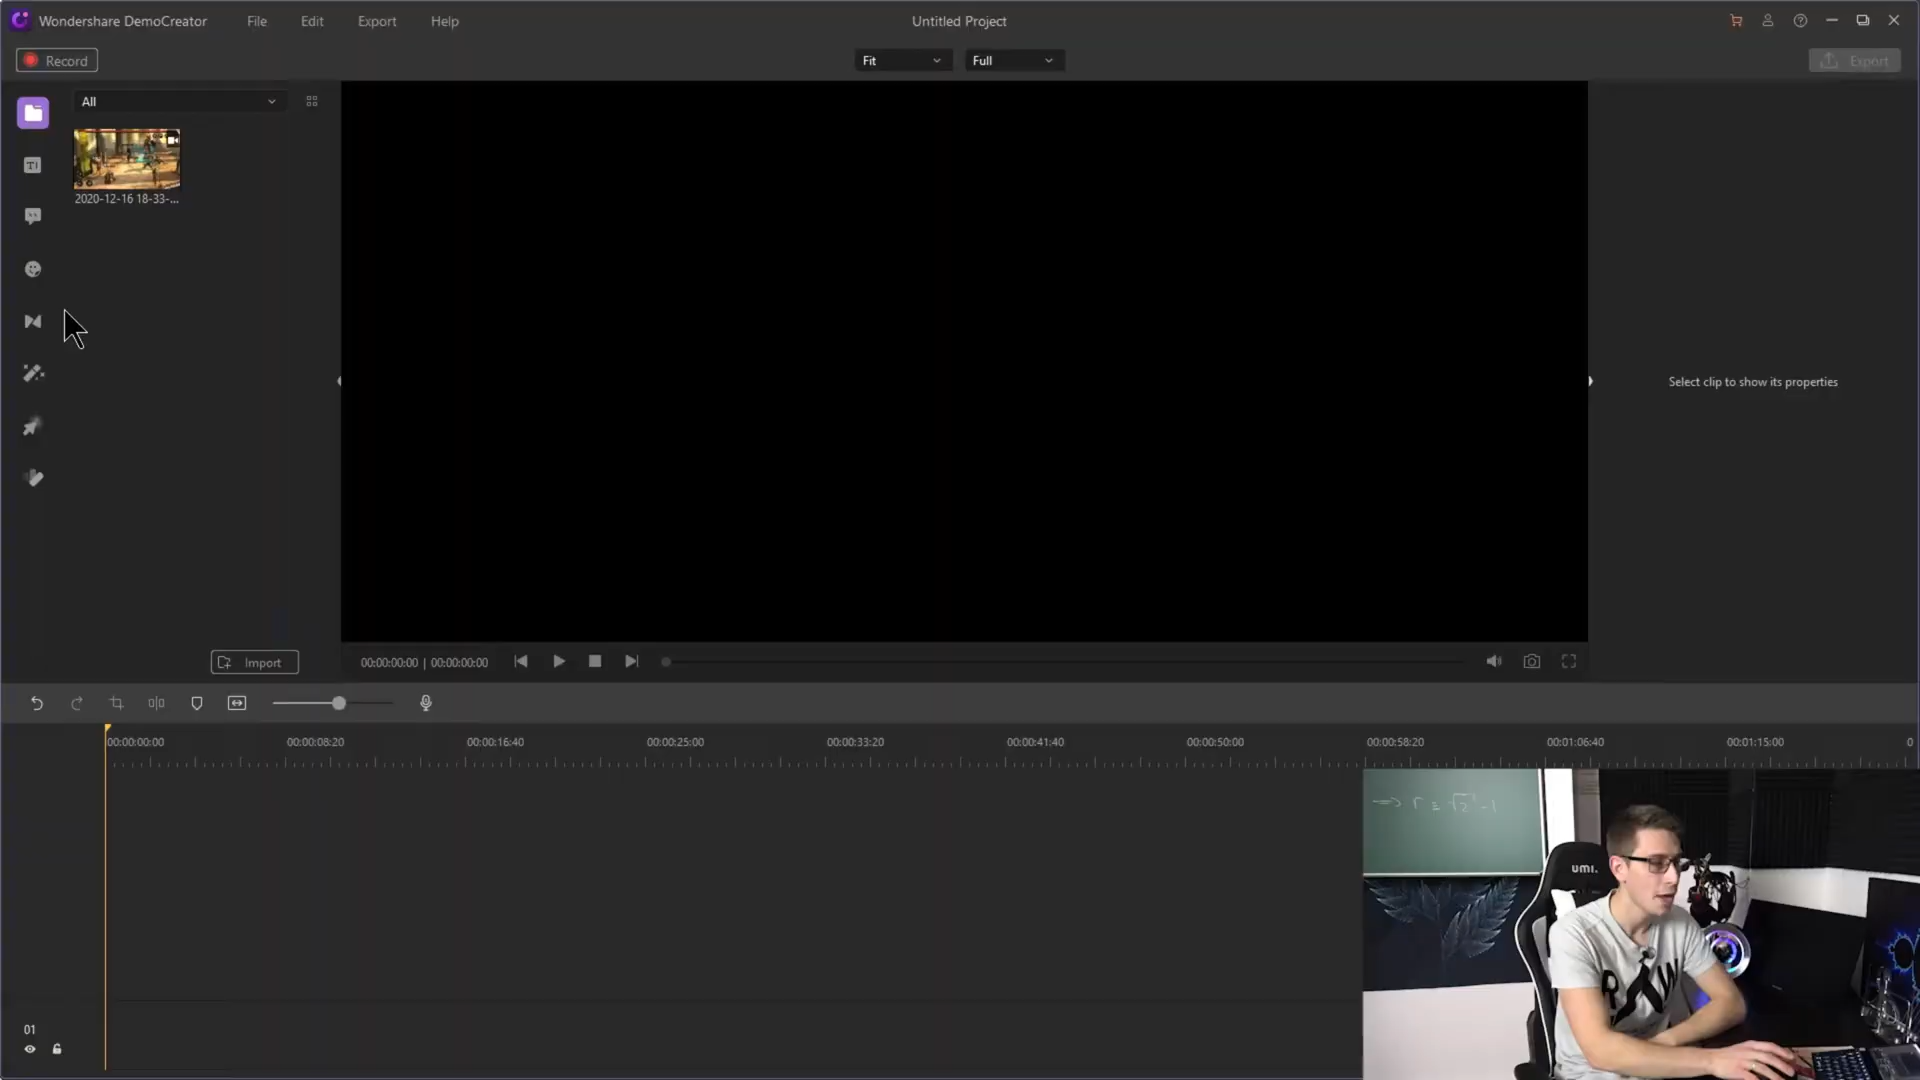 Wondershare DemoCreator File Edit Export Help Untitled Project
Record Fit Full Export
All
2020-12-16 18-33-...
Select clip to show its properties
Import 00:00:00:00 | 00:00:00:00
00:00:00:00 00:00:08:20 00:00:16:40 00:00:25:00 00:00:33:20 00:00:41:40 00:00:50:00 00:00:58:20 00:01:06:40 00:01:15:00 0
umi.
01